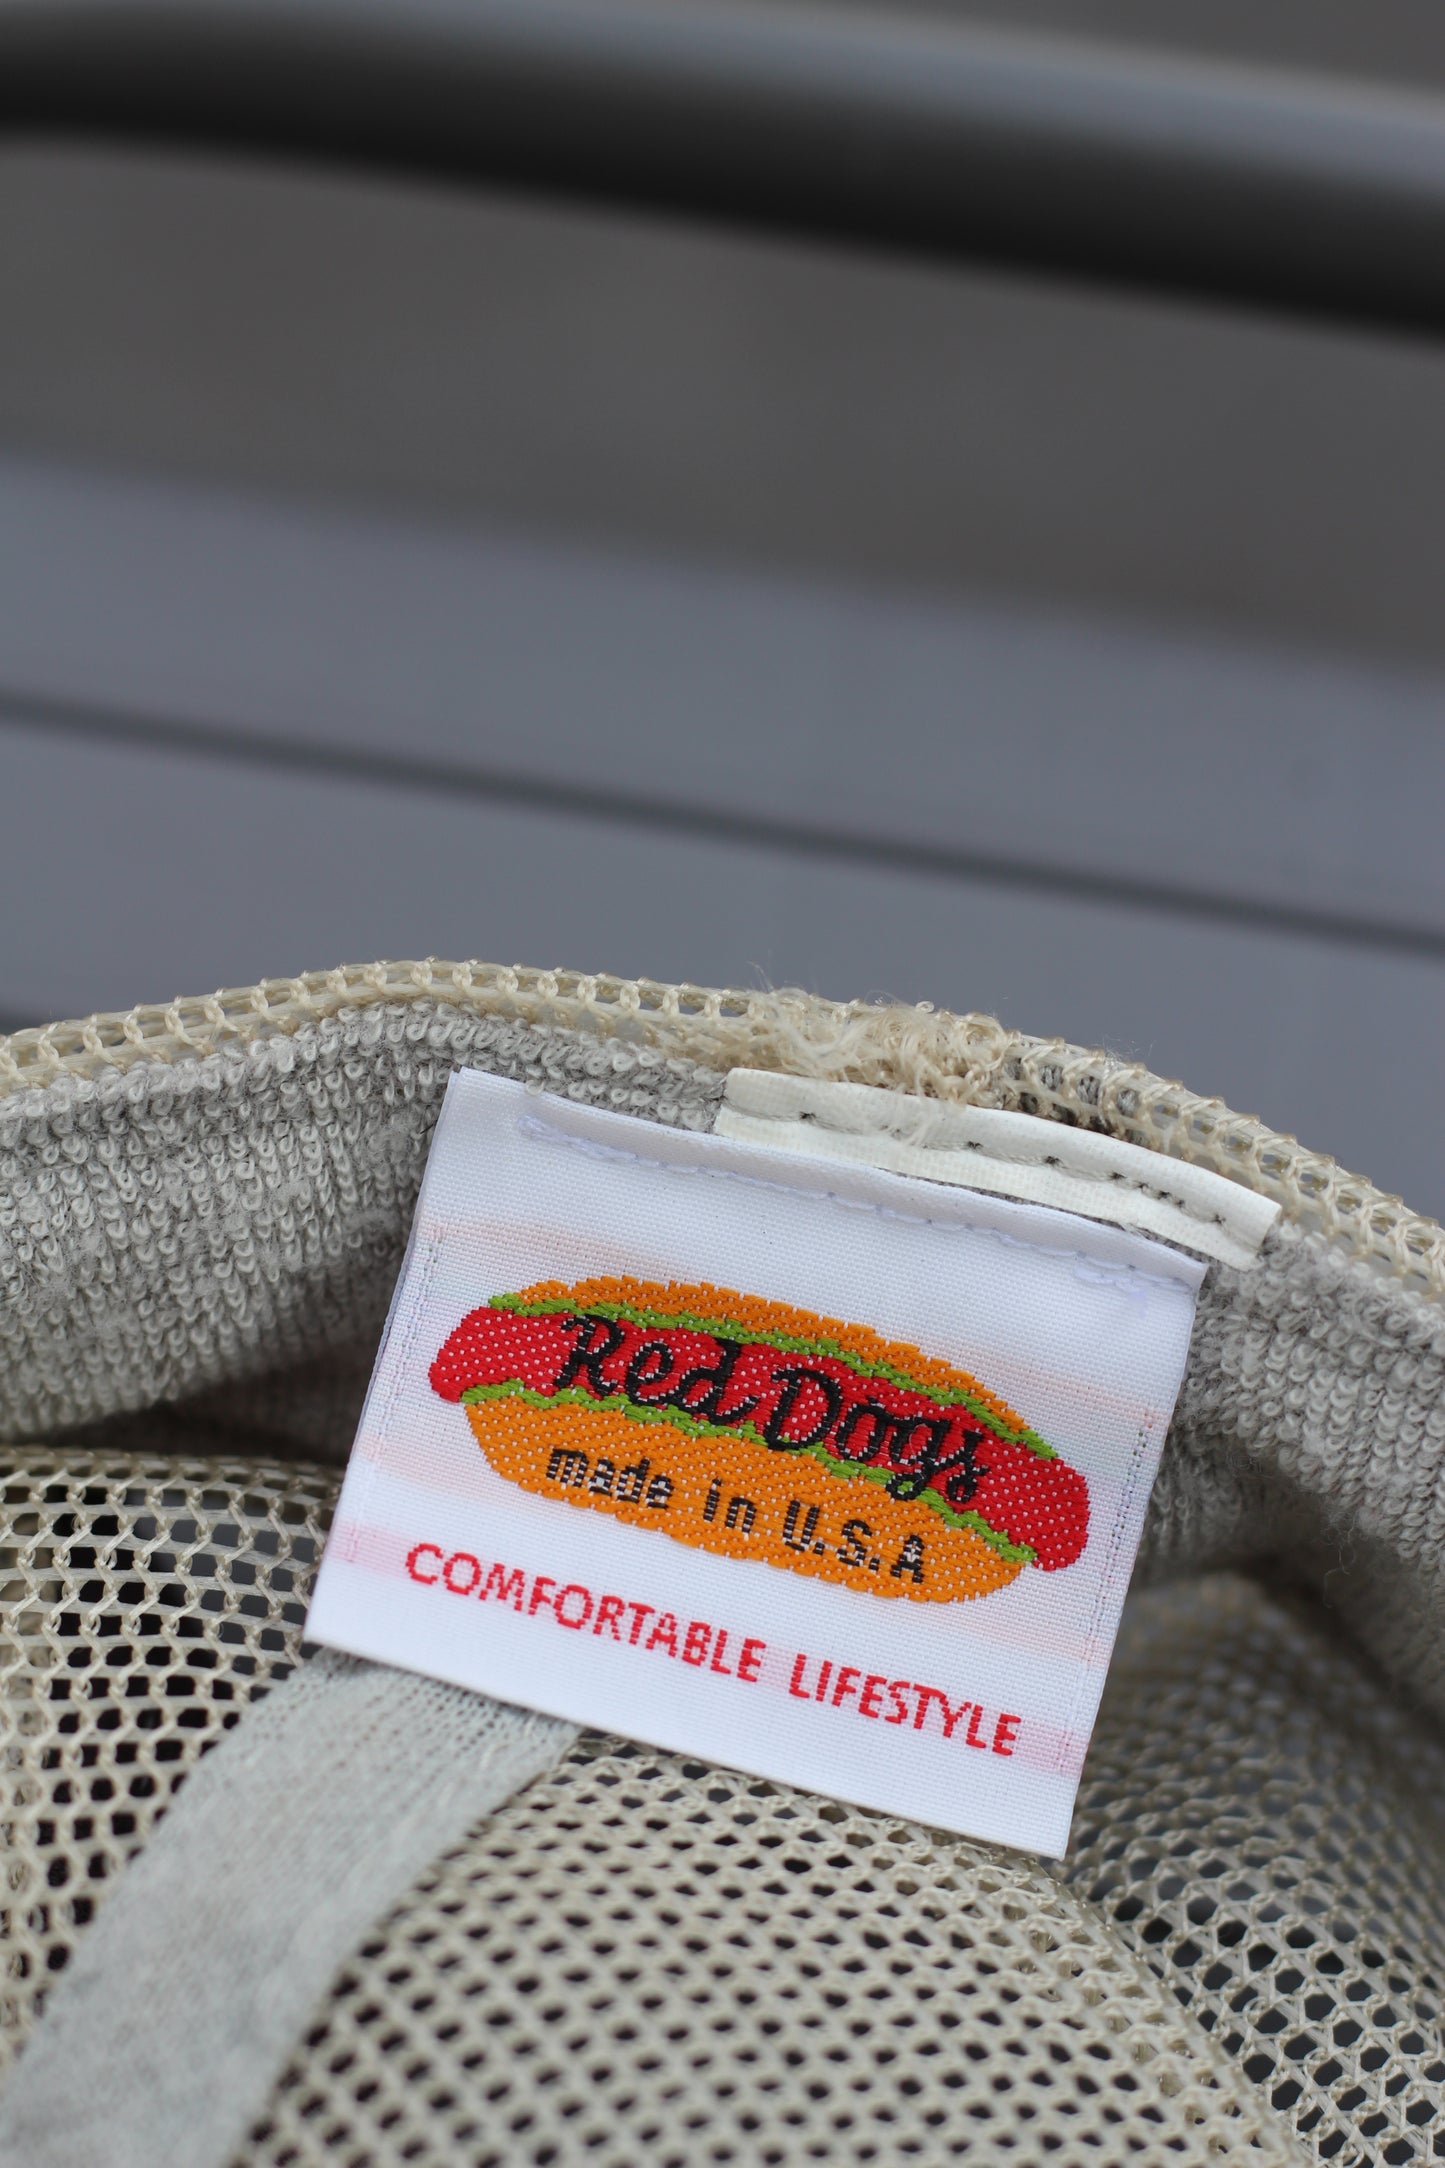 Red Dogs
made in U.S.A
COMFORTABLE LIFESTYLE